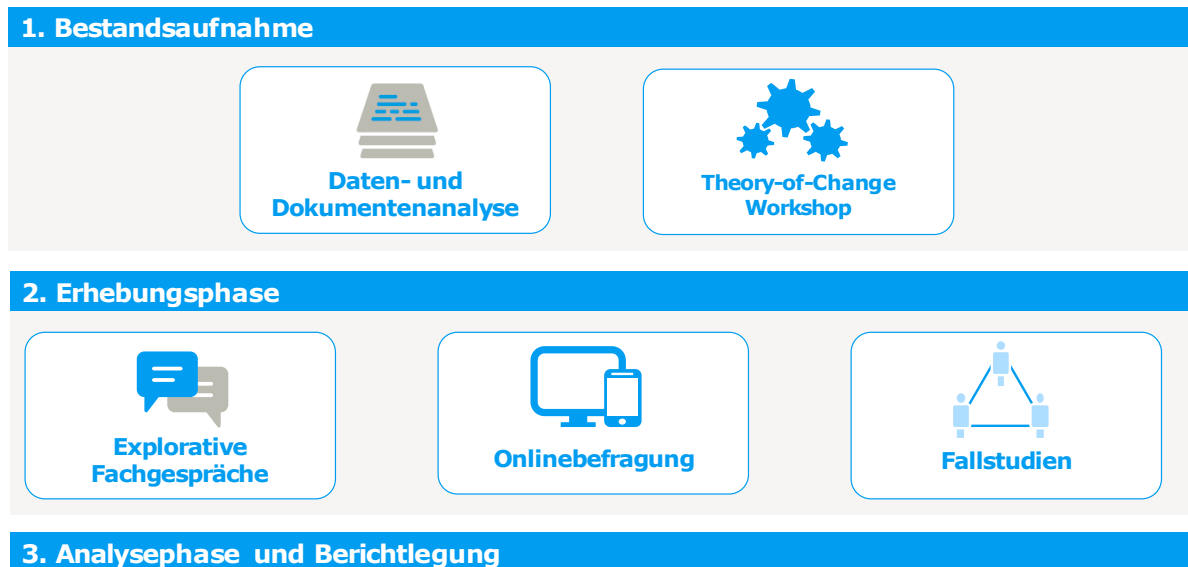 1. Bestandsaufnahme
Daten- und
Dokumentenanalyse
Theory-of-Change
Workshop
2. Erhebungsphase
Explorative
Fachgespräche
Onlinebefragung
Fallstudien
3. Analysephase und Berichtlegung